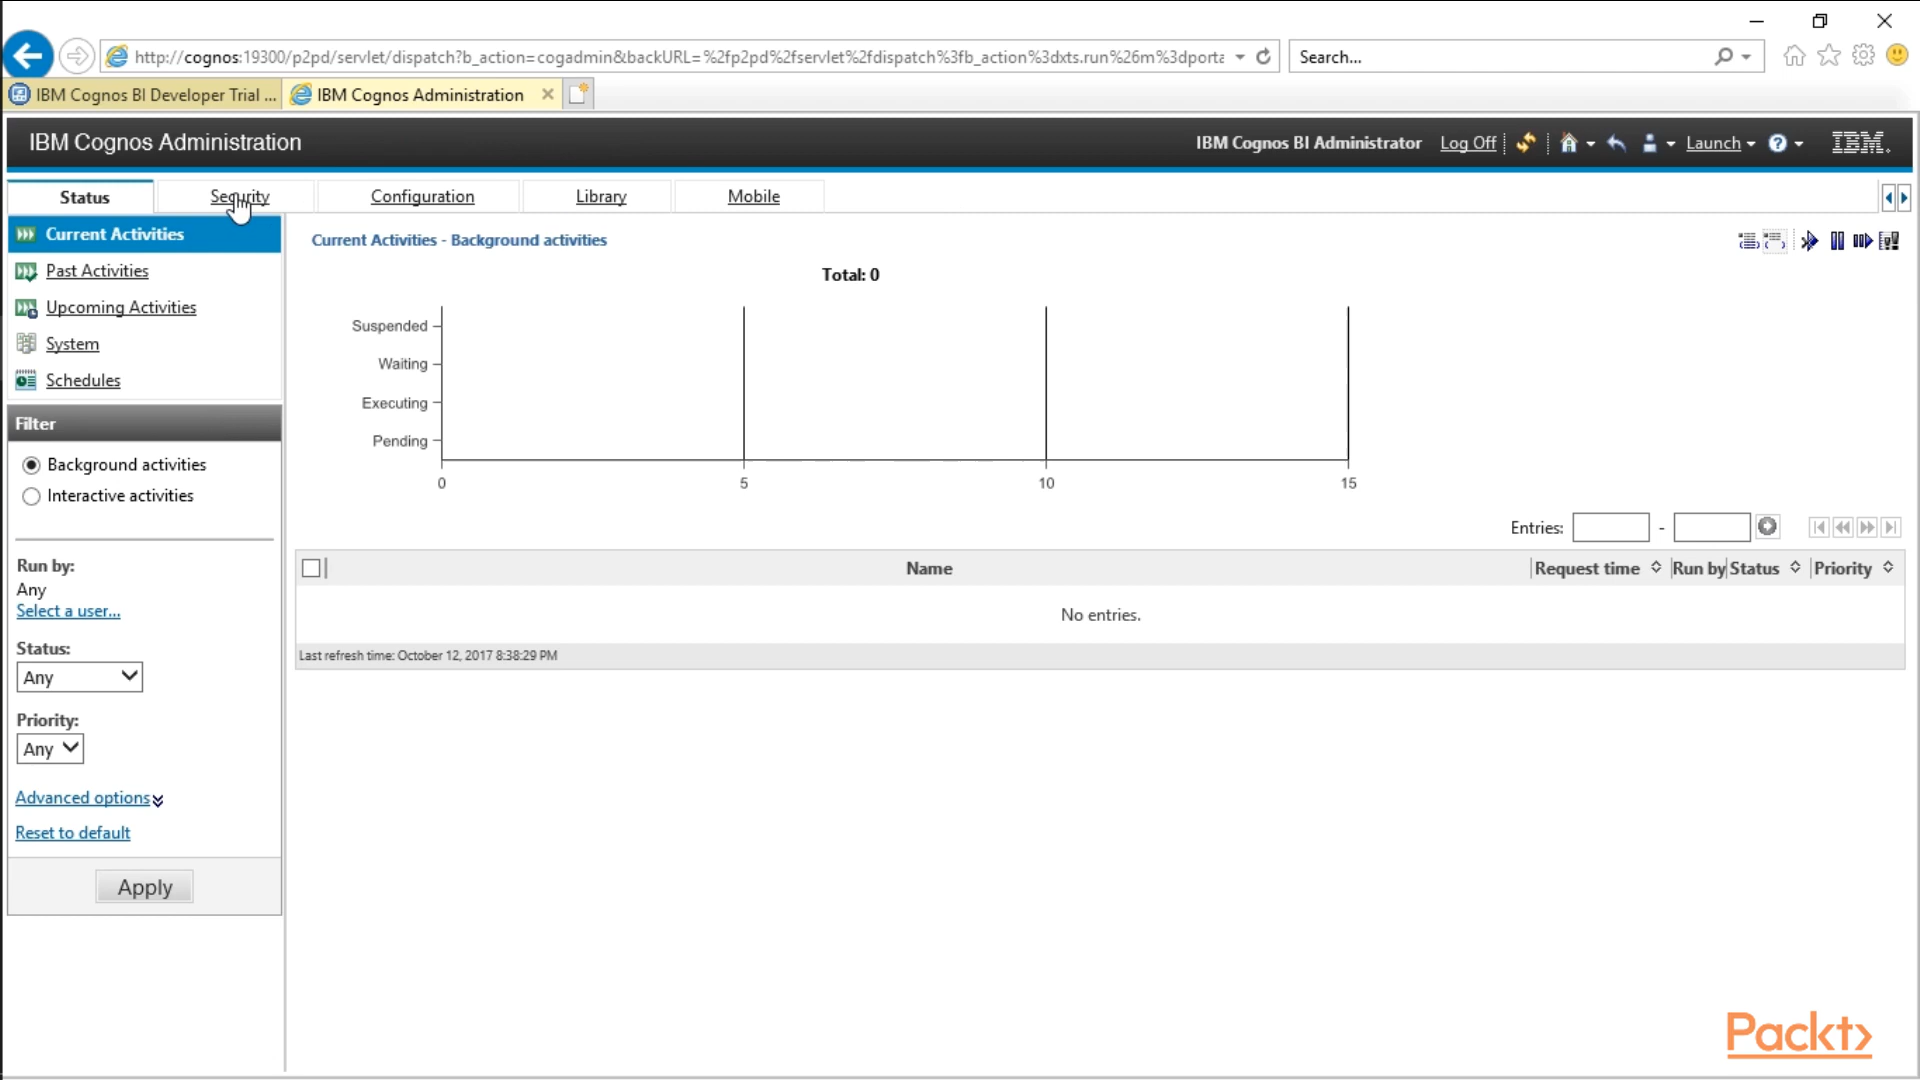 http://cognos:19300/p2pd/servlet/dispatch?b_action=cogadmin&backURL=%2fp2pd%2fservlet%2fdispatch%3fb_action%3dxts.run%26m%3dporta
Search...
IBM Cognos BI Developer Trial ...
IBM Cognos Administration
IBM Cognos Administration
IBM Cognos BI Administrator Log Off Launch IBM.
Status Security Configuration Library Mobile
Current Activities
Past Activities
Upcoming Activities
System
Schedules
Filter
Background activities
Interactive activities
Run by:
Any
Select a user...
Status:
Any
Priority:
Any
Advanced options
Reset to default
Apply
Current Activities - Background activities
Total: 0
Suspended
Waiting
Executing
Pending
0 5 10 15
Entries: -
Name Request time Run by Status Priority
No entries.
Last refresh time: October 12, 2017 8:38:29 PM
Packt>